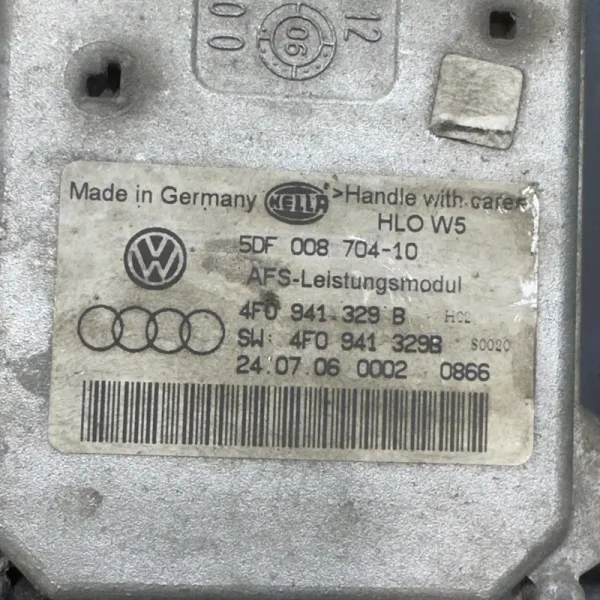 12
06
00
Made in Germany HELLA >Handle with care<
HLO W5
5DF 008 704-10
AFS-Leistungsmodul
4F0 941 329 B H02
SW: 4F0 941 329B S0020
24.07.06 0002 0866